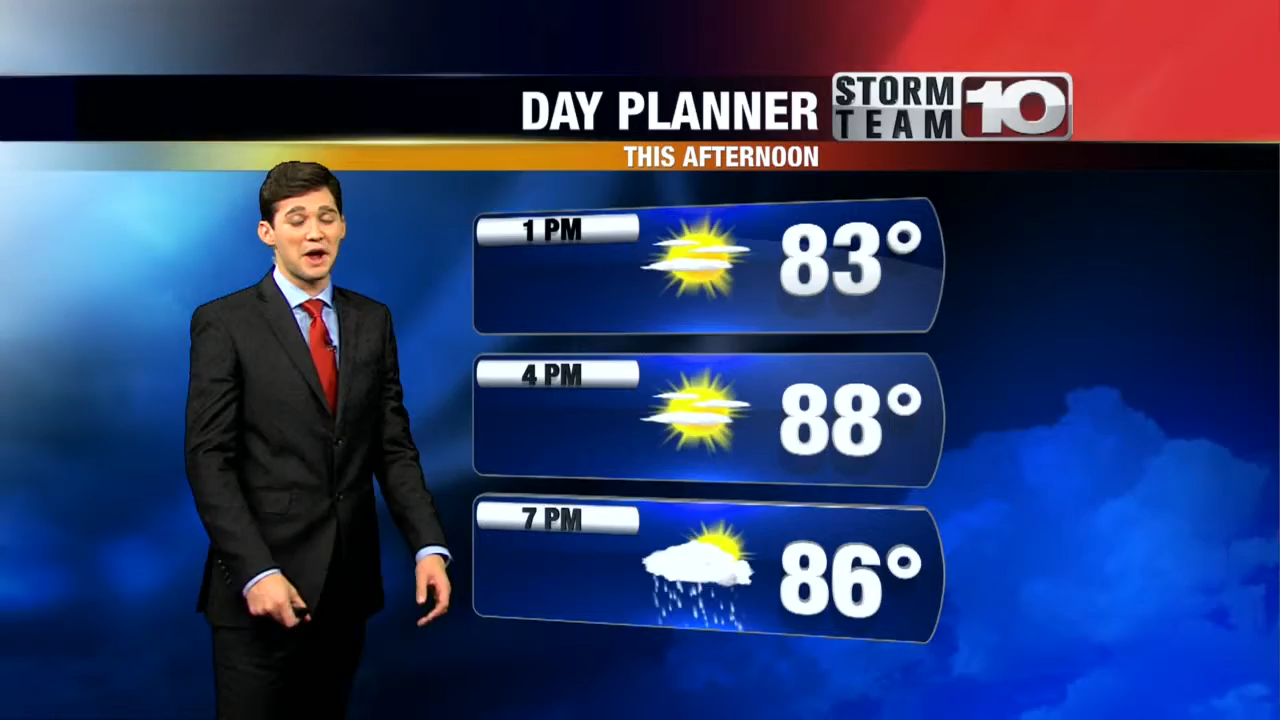 DAY PLANNER
STORM TEAM 10
THIS AFTERNOON
1 PM
83°
4 PM
88°
7 PM
86°